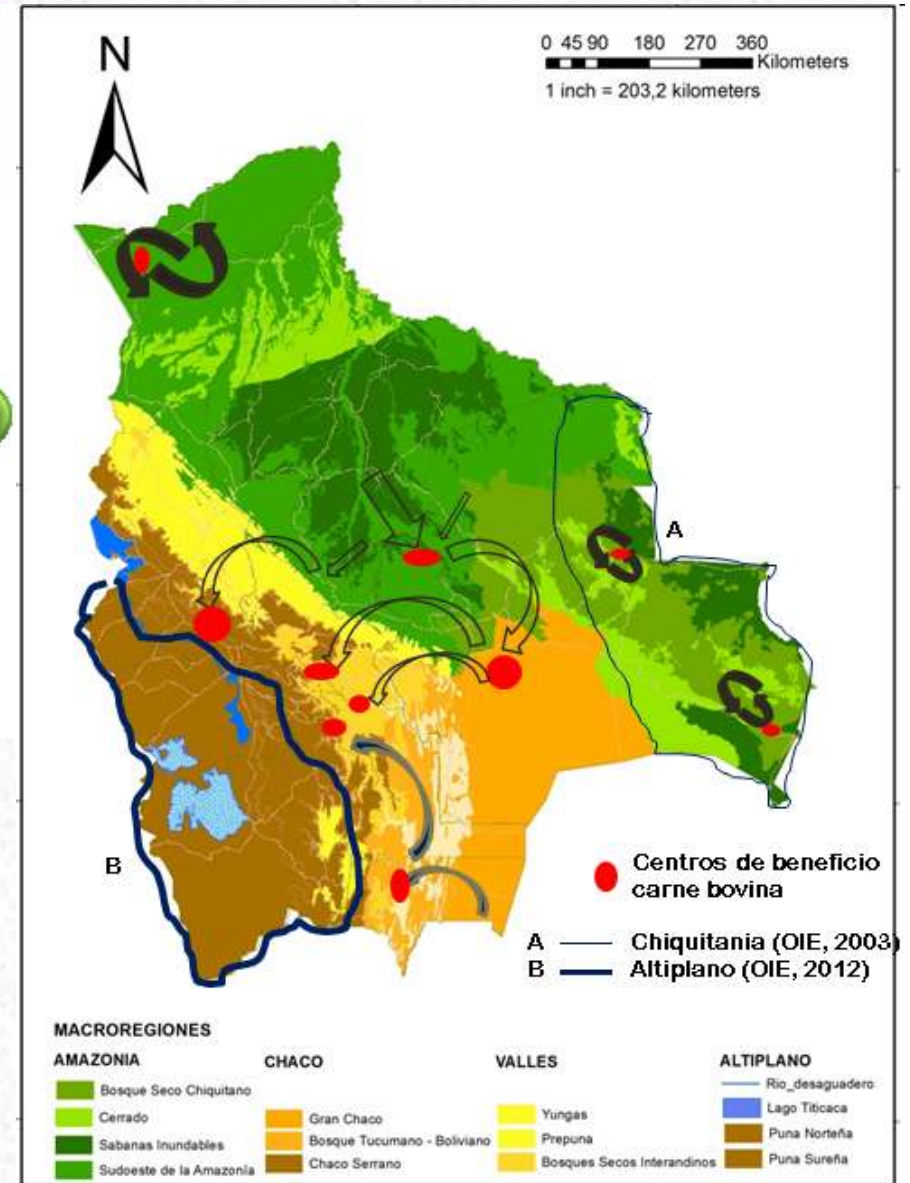 N
0 45 90 180 270 360
Kilometers
1 inch = 203,2 kilometers
A
B
Centros de beneficio
carne bovina
A Chiquitania (OIE, 2003)
B Altiplano (OIE, 2012)
MACROREGIONES
AMAZONIA
Bosque Seco Chiquitano
Cerrado
Sabanas Inundables
Sudoeste de la Amazonía
CHACO
Gran Chaco
Bosque Tucumano - Boliviano
Chaco Serrano
VALLES
Yungas
Prepuna
Bosques Secos Interandinos
ALTIPLANO
Rio_desaguadero
Lago Titicaca
Puna Norteña
Puna Sureña